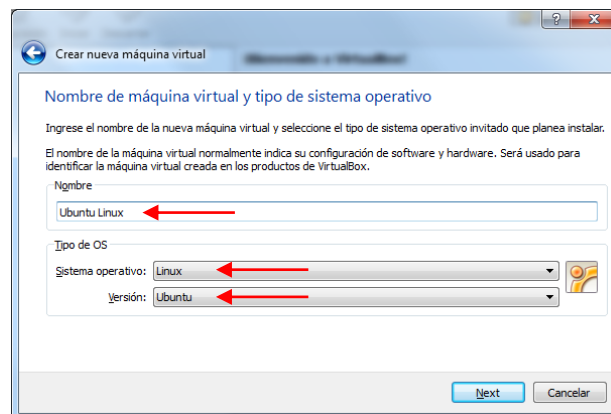 Crear nueva máquina virtual
Bienvenido a VirtualBox!
Nombre de máquina virtual y tipo de sistema operativo
Ingrese el nombre de la nueva máquina virtual y seleccione el tipo de sistema operativo invitado que planea instalar.
El nombre de la máquina virtual normalmente indica su configuración de software y hardware. Será usado para
identificar la máquina virtual creada en los productos de VirtualBox.
Nombre
Ubuntu Linux
Tipo de OS
Sistema operativo: Linux
Versión: Ubuntu
Next Cancelar